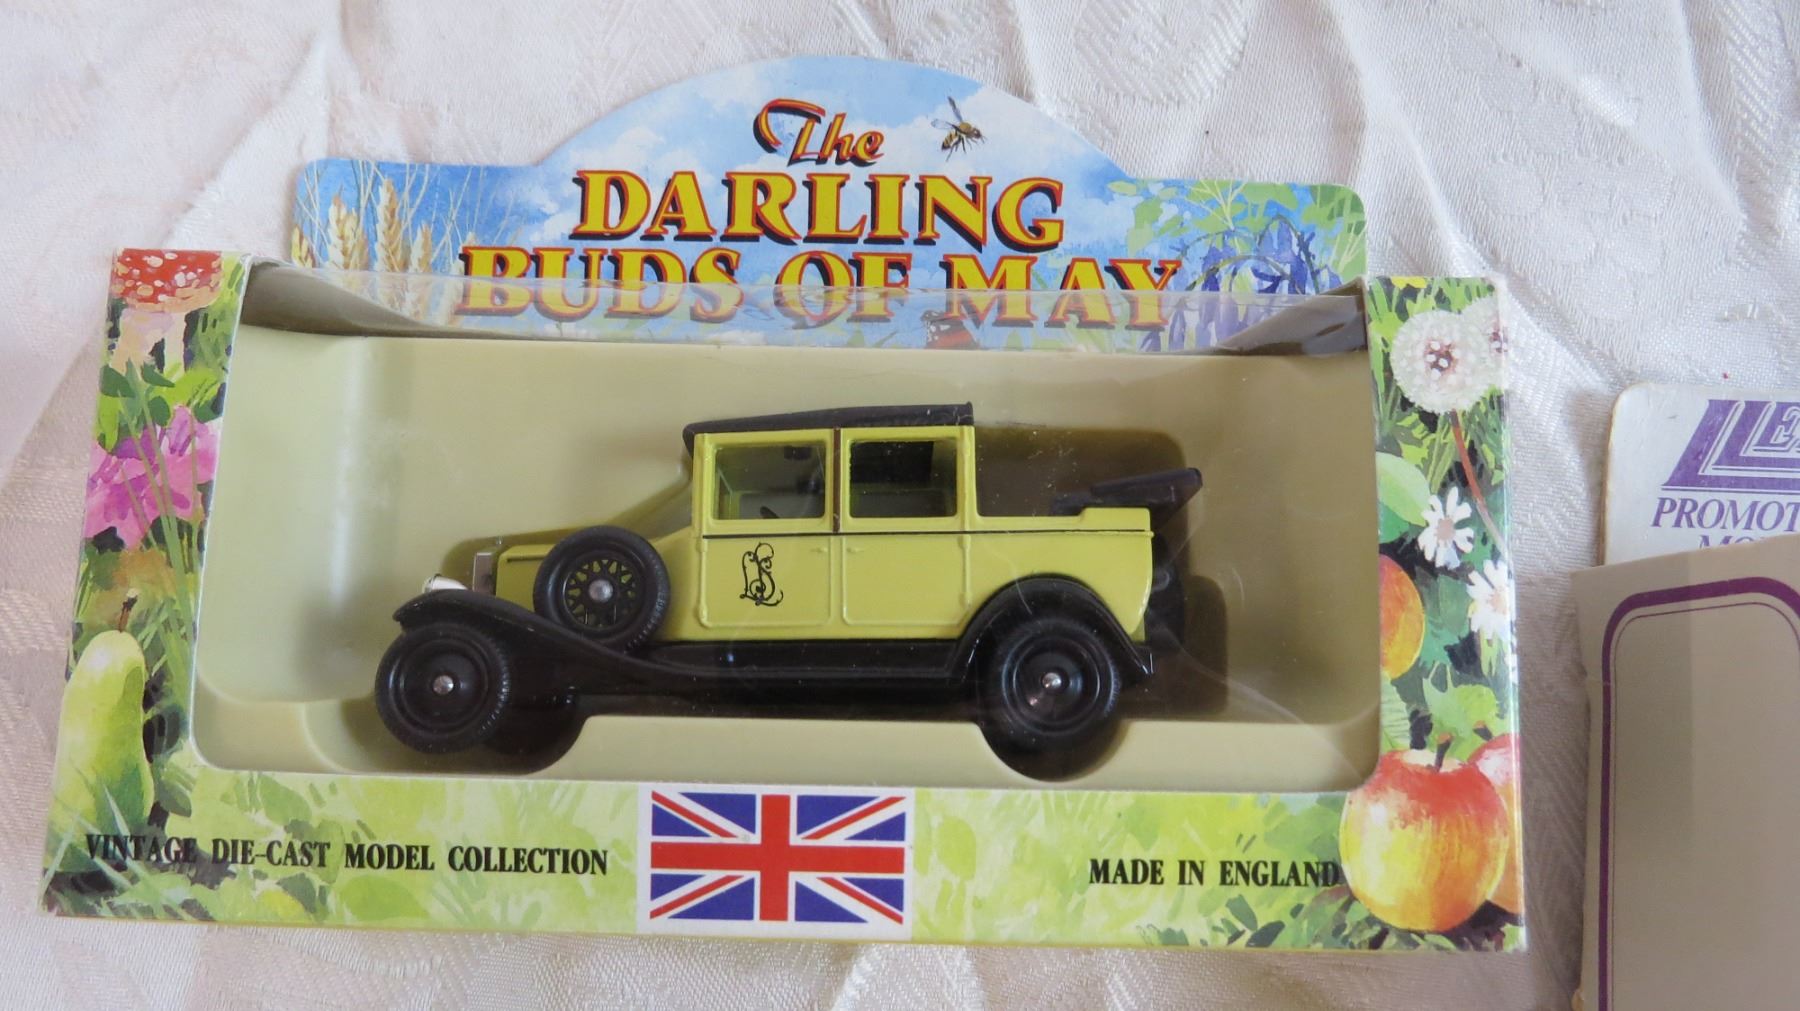 The
DARLING
BUDS OF MAY
VINTAGE DIE-CAST MODEL COLLECTION
MADE IN ENGLAND